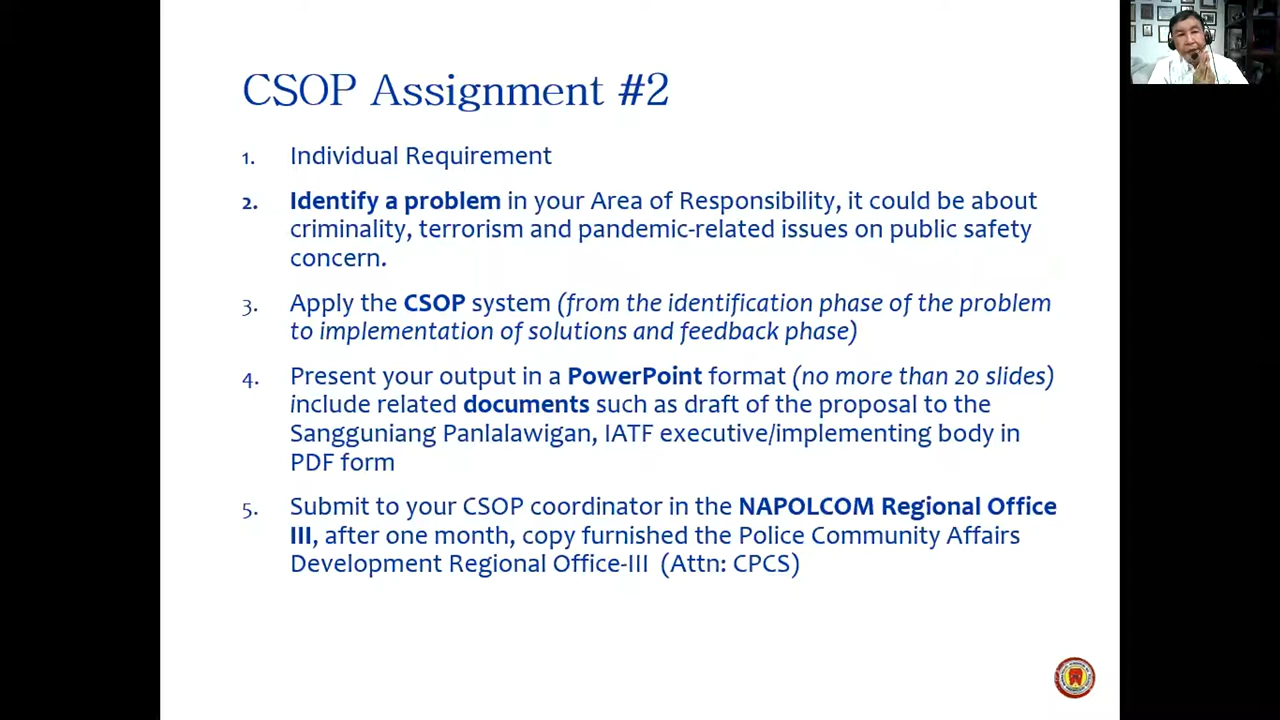 CSOP Assignment #2
1. Individual Requirement
2. Identify a problem in your Area of Responsibility, it could be about
criminality, terrorism and pandemic-related issues on public safety
concern.
3. Apply the CSOP system (from the identification phase of the problem
to implementation of solutions and feedback phase)
4. Present your output in a PowerPoint format (no more than 20 slides)
include related documents such as draft of the proposal to the
Sangguniang Panlalawigan, IATF executive/implementing body in
PDF form
5. Submit to your CSOP coordinator in the NAPOLCOM Regional Office
III, after one month, copy furnished the Police Community Affairs
Development Regional Office-III (Attn: CPCS)